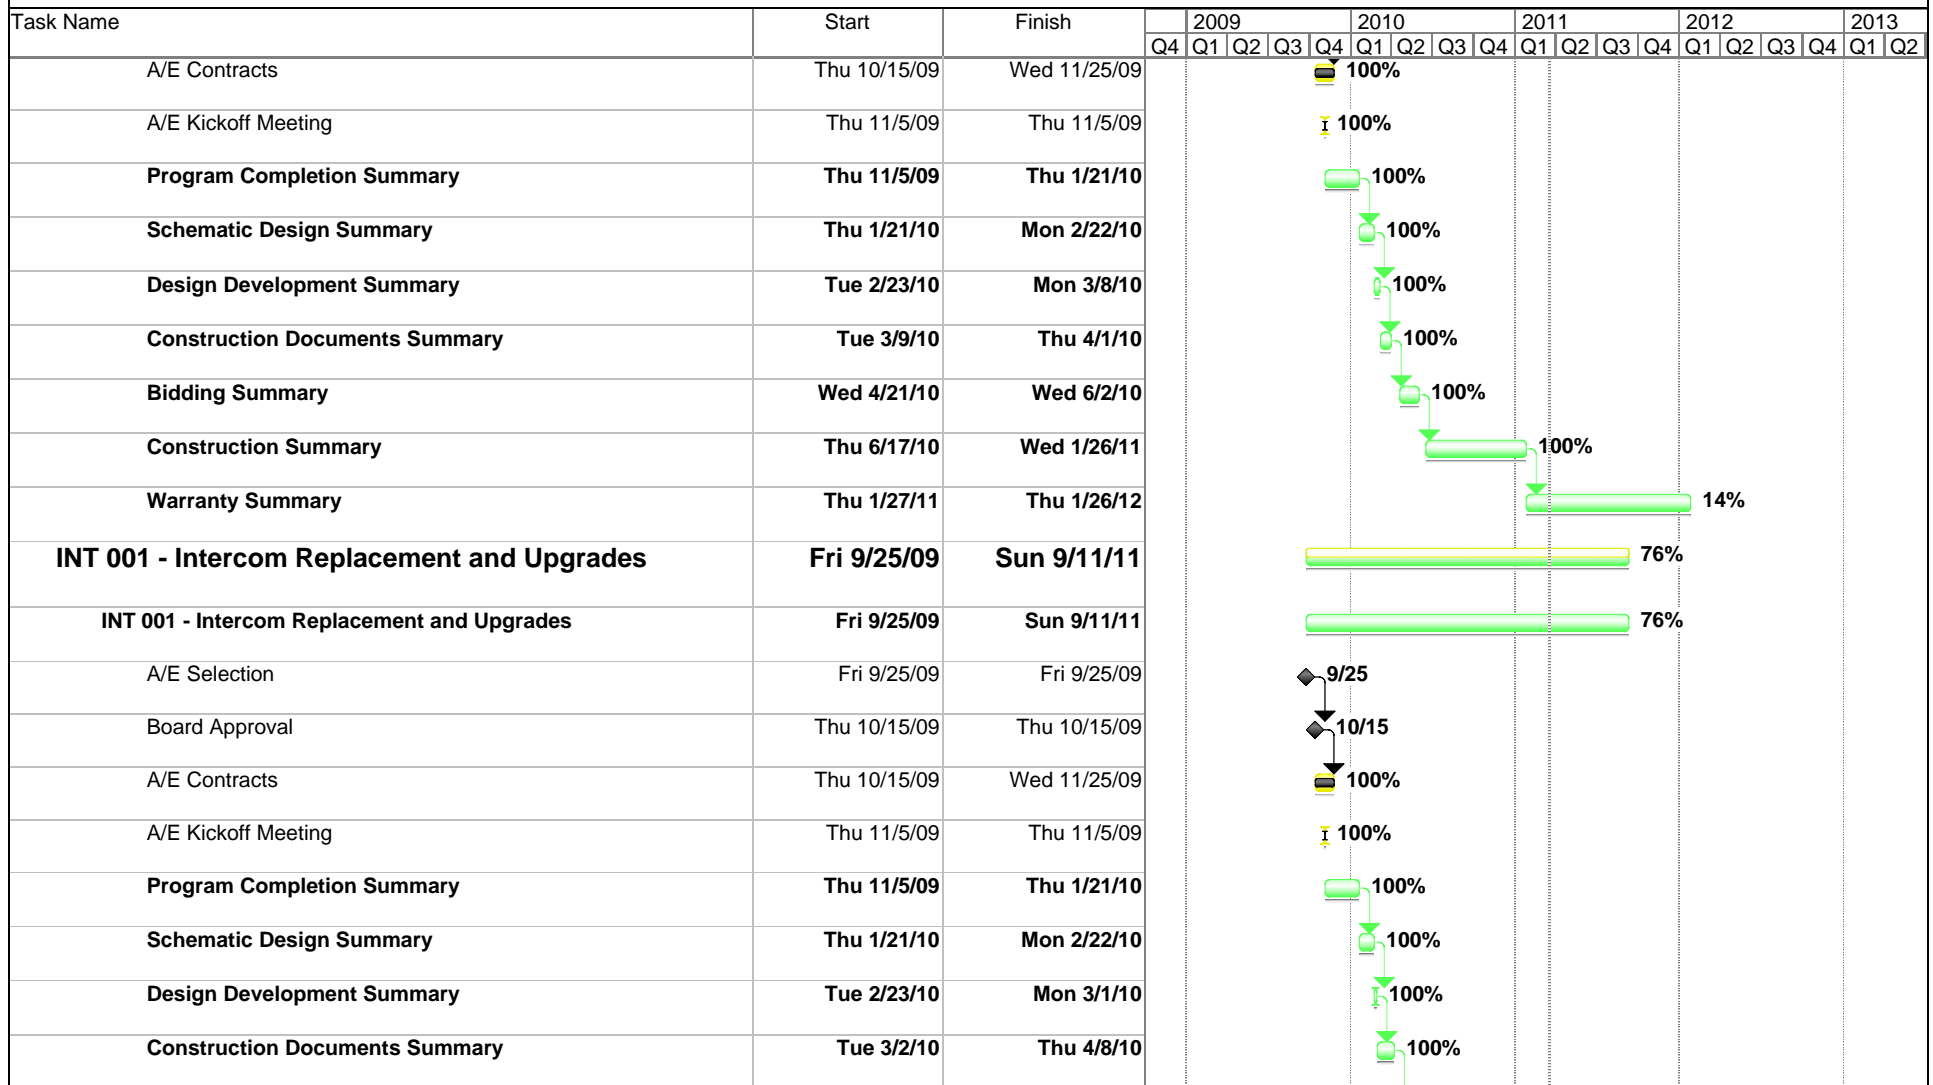 Task Name Start Finish 2009 2010 2011 2012 2013
Q4 Q1 Q2 Q3 Q4 Q1 Q2 Q3 Q4 Q1 Q2 Q3 Q4 Q1 Q2 Q3 Q4 Q1 Q2
A/E Contracts Thu 10/15/09 Wed 11/25/09 100%
A/E Kickoff Meeting Thu 11/5/09 Thu 11/5/09 100%
Program Completion Summary Thu 11/5/09 Thu 1/21/10 100%
Schematic Design Summary Thu 1/21/10 Mon 2/22/10 100%
Design Development Summary Tue 2/23/10 Mon 3/8/10 100%
Construction Documents Summary Tue 3/9/10 Thu 4/1/10 100%
Bidding Summary Wed 4/21/10 Wed 6/2/10 100%
Construction Summary Thu 6/17/10 Wed 1/26/11 100%
Warranty Summary Thu 1/27/11 Thu 1/26/12 14%
INT 001 - Intercom Replacement and Upgrades Fri 9/25/09 Sun 9/11/11 76%
INT 001 - Intercom Replacement and Upgrades Fri 9/25/09 Sun 9/11/11 76%
A/E Selection Fri 9/25/09 Fri 9/25/09 9/25
Board Approval Thu 10/15/09 Thu 10/15/09 10/15
A/E Contracts Thu 10/15/09 Wed 11/25/09 100%
A/E Kickoff Meeting Thu 11/5/09 Thu 11/5/09 100%
Program Completion Summary Thu 11/5/09 Thu 1/21/10 100%
Schematic Design Summary Thu 1/21/10 Mon 2/22/10 100%
Design Development Summary Tue 2/23/10 Mon 3/1/10 100%
Construction Documents Summary Tue 3/2/10 Thu 4/8/10 100%